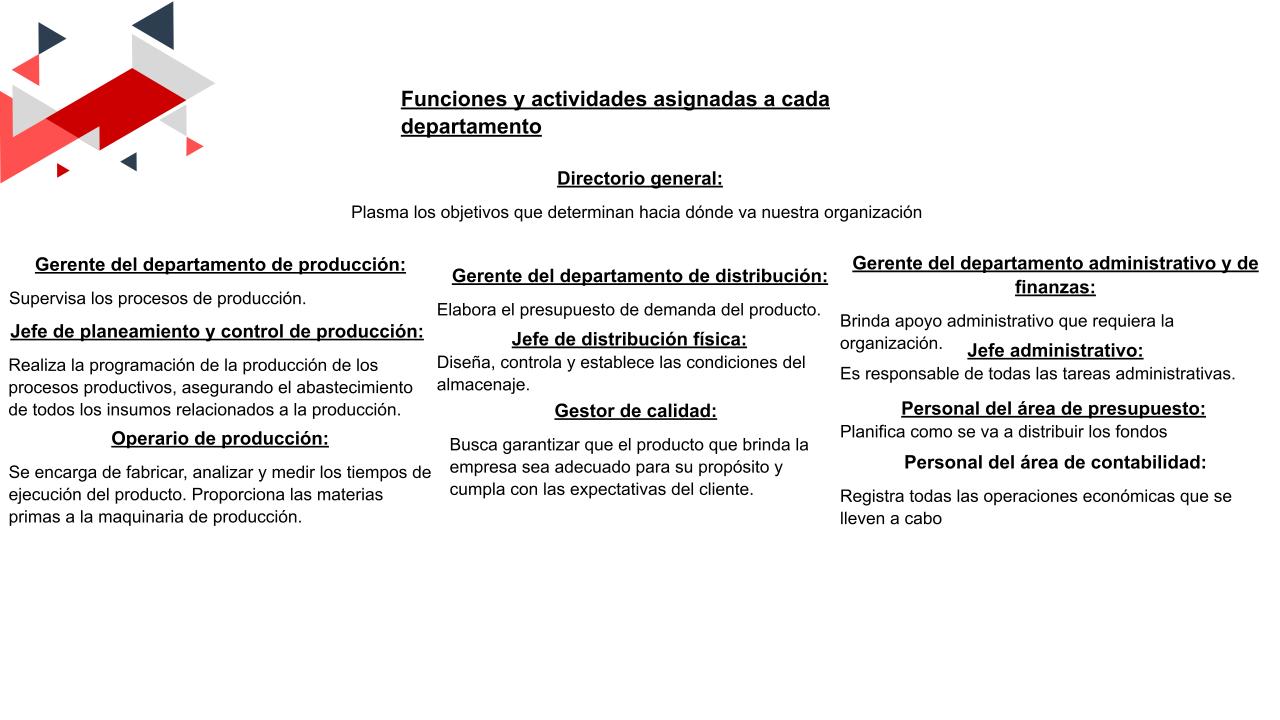 Funciones y actividades asignadas a cada
departamento
Directorio general:
Plasma los objetivos que determinan hacia dónde va nuestra organización
Gerente del departamento de producción:
Supervisa los procesos de producción.
Jefe de planeamiento y control de producción:
Realiza la programación de la producción de los
procesos productivos, asegurando el abastecimiento
de todos los insumos relacionados a la producción.
Operario de producción:
Se encarga de fabricar, analizar y medir los tiempos de
ejecución del producto. Proporciona las materias
primas a la maquinaria de producción.
Gerente del departamento de distribución:
Elabora el presupuesto de demanda del producto.
Jefe de distribución física:
Diseña, controla y establece las condiciones del
almacenaje.
Gestor de calidad:
Busca garantizar que el producto que brinda la
empresa sea adecuado para su propósito y
cumpla con las expectativas del cliente.
Gerente del departamento administrativo y de
finanzas:
Brinda apoyo administrativo que requiera la
organización.
Jefe administrativo:
Es responsable de todas las tareas administrativas.
Personal del área de presupuesto:
Planifica como se va a distribuir los fondos
Personal del área de contabilidad:
Registra todas las operaciones económicas que se
lleven a cabo